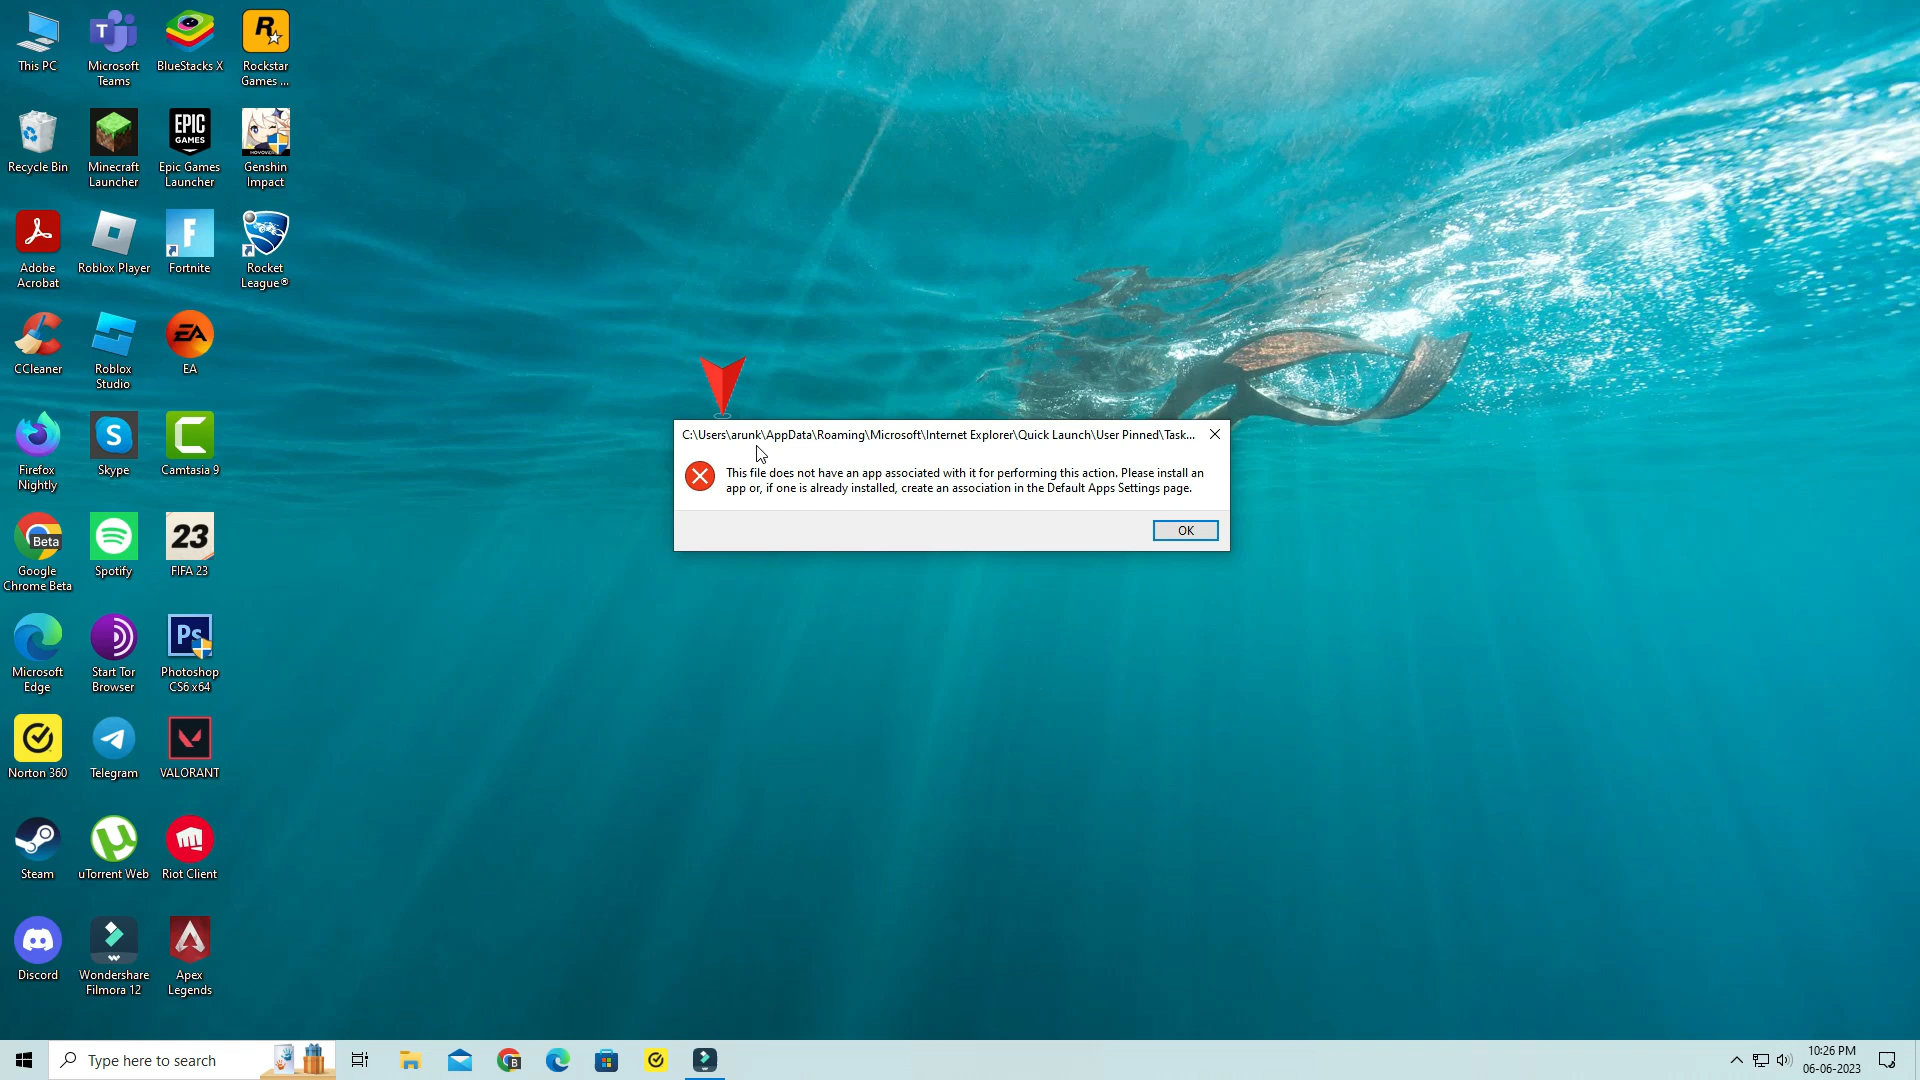 This PC
Microsoft
Teams
BlueStacks X
R
Rockstar
Games ...
Recycle Bin
Minecraft
Launcher
EPIC
GAMES
Epic Games
Launcher
Genshin
Impact
Adobe
Acrobat
Roblox Player
F
Fortnite
Rocket
League®
CCleaner
Roblox
Studio
EA
EA
Firefox
Nightly
S
Skype
C
Camtasia 9
Beta
Google
Chrome Beta
Spotify
23
FIFA 23
Microsoft
Edge
Start Tor
Browser
Ps
Photoshop
CS6 x64
Norton 360
Telegram
VALORANT
Steam
uTorrent Web
Riot Client
Discord
Wondershare
Filmora 12
Apex
Legends
C:\Users\arunk\AppData\Roaming\Microsoft\Internet Explorer\Quick Launch\User Pinned\Task...
This file does not have an app associated with it for performing this action. Please install an
app or, if one is already installed, create an association in the Default Apps Settings page.
OK
Type here to search
10:26 PM
06-06-2023